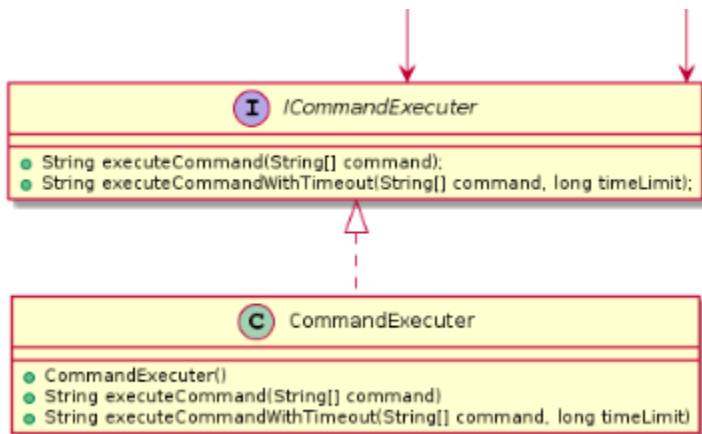 I ICommandExecuter
String executeCommand(String[] command);
String executeCommandWithTimeout(String[] command, long timeLimit);
C CommandExecuter
CommandExecuter()
String executeCommand(String[] command)
String executeCommandWithTimeout(String[] command, long timeLimit)